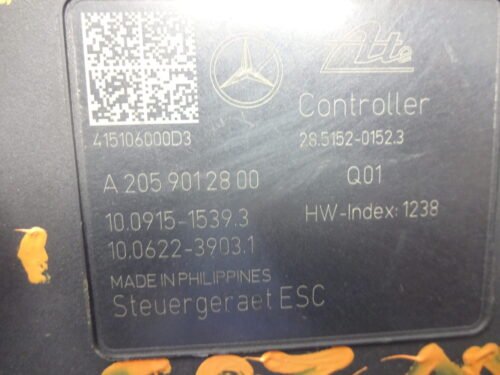 Ate
Controller
415106000D3
28.5152-0152.3
A 205 901 28 00
Q01
10.0915-1539.3
HW-Index: 1238
10.0622-3903.1
MADE IN PHILIPPINES
Steuergeraet ESC